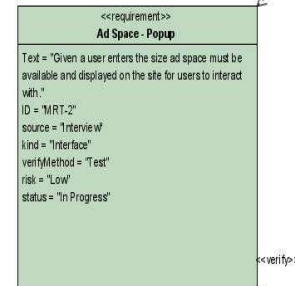 <<requirement>>
Ad Space - Popup
Text = "Given a user enters the size ad space must be
available and displayed on the site for users to interact
with."
ID = "MRT-2"
source = "Interview"
kind = "Interface"
verifyMethod = "Test"
risk = "Low"
status = "In Progress"
<<verify>